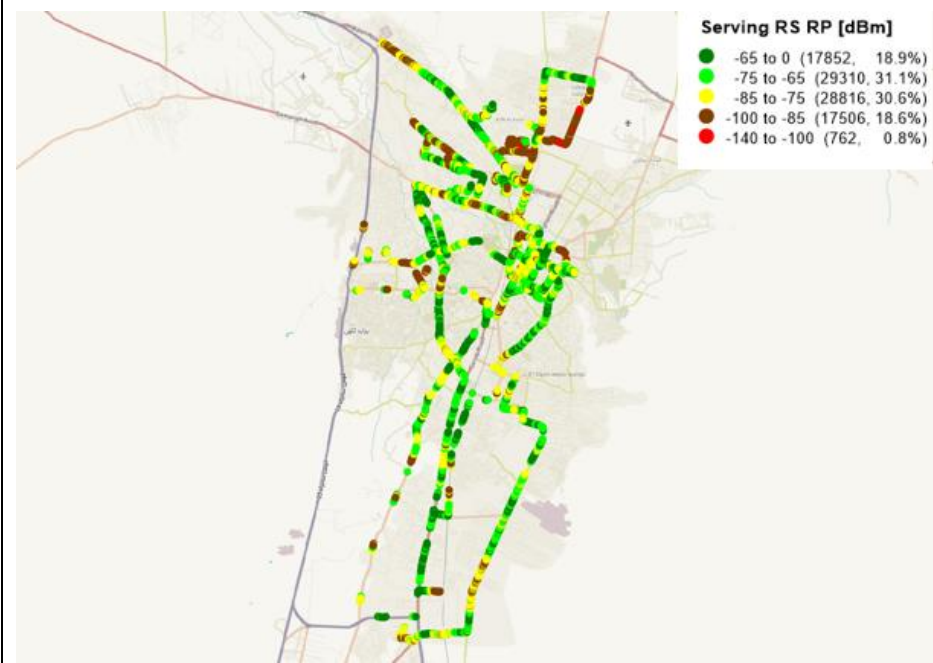 Serving RS RP [dBm]
-65 to 0 (17852, 18.9%)
-75 to -65 (29310, 31.1%)
-85 to -75 (28816, 30.6%)
-100 to -85 (17506, 18.6%)
-140 to -100 (762, 0.8%)